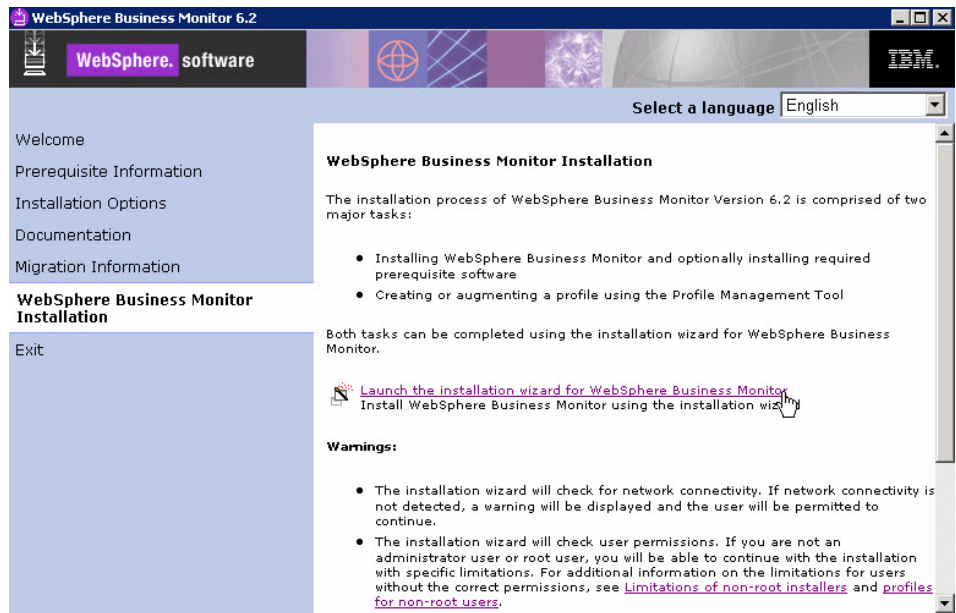 WebSphere Business Monitor 6.2
WebSphere. software
IBM.
Select a language English
Welcome
Prerequisite Information
Installation Options
Documentation
Migration Information
WebSphere Business Monitor
Installation
Exit
WebSphere Business Monitor Installation
The installation process of WebSphere Business Monitor Version 6.2 is comprised of two
major tasks:
• Installing WebSphere Business Monitor and optionally installing required
prerequisite software
• Creating or augmenting a profile using the Profile Management Tool
Both tasks can be completed using the installation wizard for WebSphere Business
Monitor.
Launch the installation wizard for WebSphere Business Monitor
Install WebSphere Business Monitor using the installation wizard
Warnings:
• The installation wizard will check for network connectivity. If network connectivity is
not detected, a warning will be displayed and the user will be permitted to
continue.
• The installation wizard will check user permissions. If you are not an
administrator user or root user, you will be able to continue with the installation
with specific limitations. For additional information on the limitations for users
without the correct permissions, see Limitations of non-root installers and profiles
for non-root users.